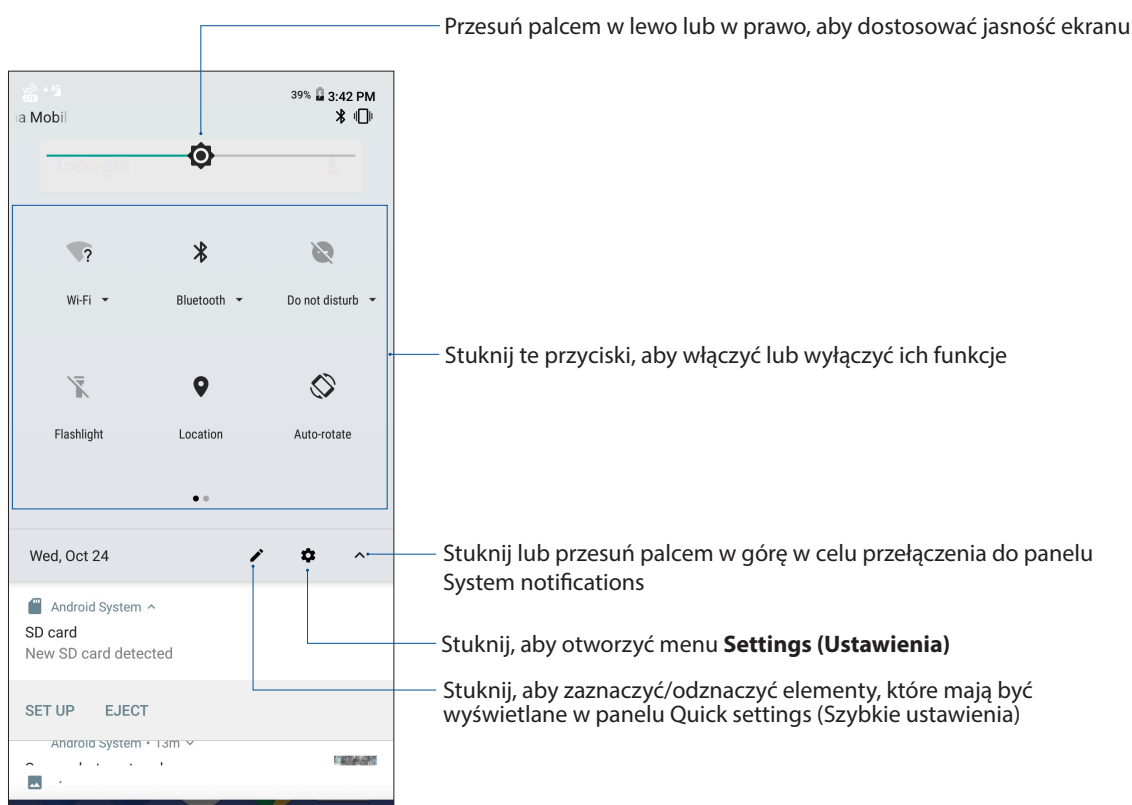 Przesuń palcem w lewo lub w prawo, aby dostosować jasność ekranu
39% 3:42 PM
a Mobil
Google
?
Wi-Fi
Bluetooth
Do not disturb
Stuknij te przyciski, aby włączyć lub wyłączyć ich funkcje
Flashlight
Location
Auto-rotate
Wed, Oct 24
Stuknij lub przesuń palcem w górę w celu przełączenia do panelu
System notifications
Android System
SD card
New SD card detected
Stuknij, aby otworzyć menu Settings (Ustawienia)
Stuknij, aby zaznaczyć/odznaczyć elementy, które mają być
wyświetlane w panelu Quick settings (Szybkie ustawienia)
SET UP EJECT
Android System • 13m